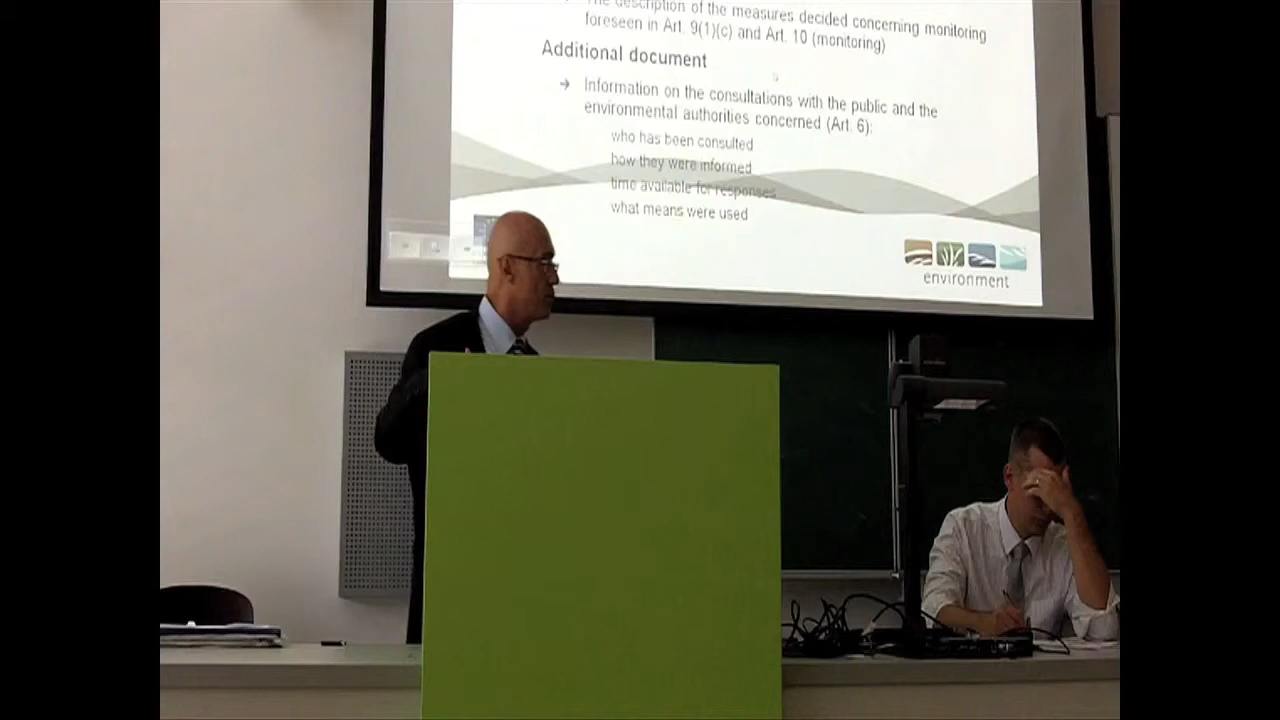 The description of the measures decided concerning monitoring
foreseen in Art. 9(1)(c) and Art. 10 (monitoring)
Additional document
→ Information on the consultations with the public and the
environmental authorities concerned (Art. 6):
who has been consulted
how they were informed
time available for responses
what means were used
environment